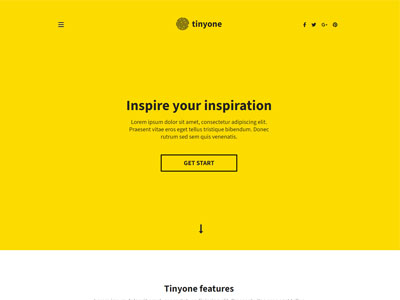 tinyone
Inspire your inspiration
Lorem ipsum dolor sit amet, consectetur adipiscing elit.
Praesent eros eget tellus tristique bibendum. Donec
rutrum sed sem quis venenatis.
GET START
Tinyone features